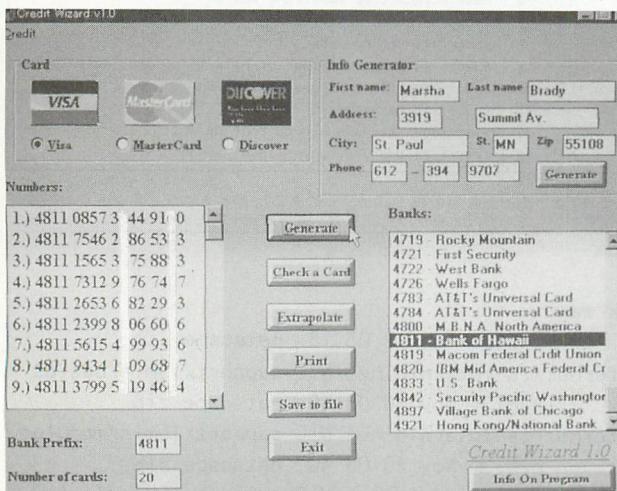 Credit Wizard v1.0
Credit
Card
VISA
MasterCard
DISCOVER
Visa
MasterCard
Discover
Info Generator
First name: Marsha Last name Brady
Address: 3919 Summit Av.
City: St. Paul St. MN Zip 55108
Phone: 612 - 394 9707 Generate
Numbers:
1.) 4811 0857 3 44 91 0
2.) 4811 7546 2 86 53 3
3.) 4811 1565 3 75 88 3
4.) 4811 7312 9 76 74 7
5.) 4811 2653 6 82 29 3
6.) 4811 2399 8 06 60 6
7.) 4811 5615 4 99 93 6
8.) 4811 9434 1 09 68 7
9.) 4811 3799 5 19 46 4
Bank Prefix: 4811
Number of cards: 20
Generate
Check a Card
Extrapolate
Print
Save to file
Exit
Banks:
4719 - Rocky Mountain
4721 - First Security
4722 - West Bank
4726 - Wells Fargo
4783 - AT&T's Universal Card
4784 - AT&T's Universal Card
4800 - M.B.N.A. North America
4811 - Bank of Hawaii
4819 - Macom Federal Crdit Union
4820 - IBM Mid America Federal Cr
4833 - U.S. Bank
4842 - Security Pacific Washington
4897 - Village Bank of Chicago
4921 - Hong Kong/National Bank
Credit Wizard 1.0
Info On Program